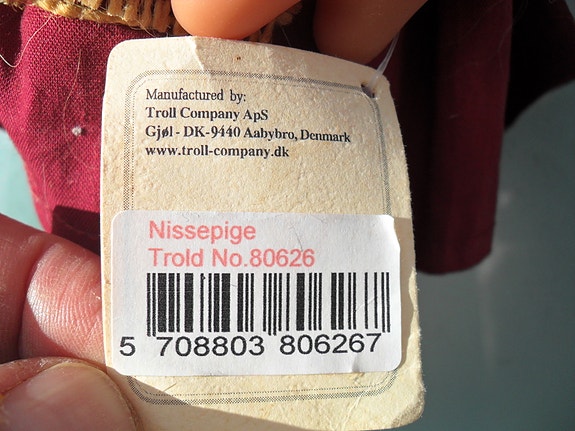 Manufactured by:
Troll Company ApS
Gjøl - DK-9440 Aabybro, Denmark
www.troll-company.dk
Nissepige
Trold No.80626
5 708803 806267